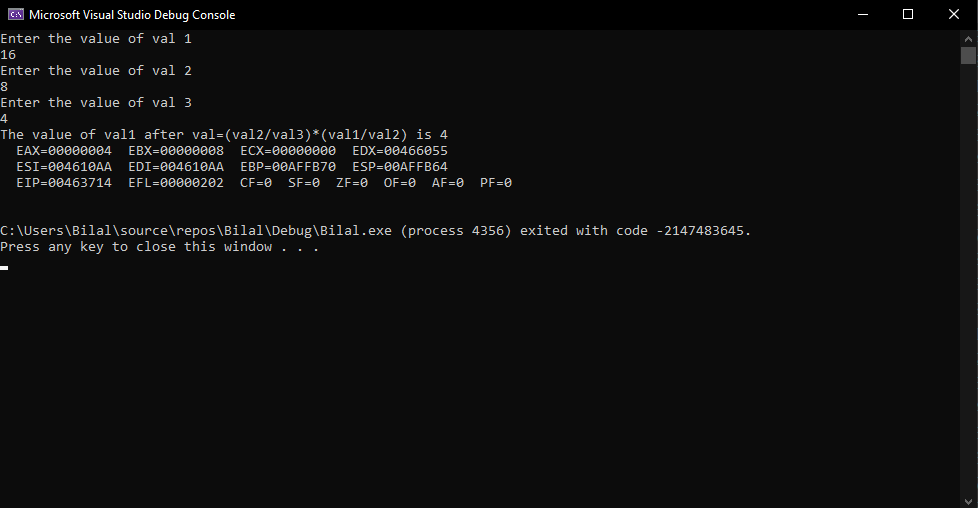 Microsoft Visual Studio Debug Console
Enter the value of val 1
16
Enter the value of val 2
8
Enter the value of val 3
4
The value of val1 after val=(val2/val3)*(val1/val2) is 4
  EAX=00000004  EBX=00000008  ECX=00000000  EDX=00466055
  ESI=004610AA  EDI=004610AA  EBP=00AFFB70  ESP=00AFFB64
  EIP=00463714  EFL=00000202  CF=0  SF=0  ZF=0  OF=0  AF=0  PF=0
C:\Users\Bilal\source\repos\Bilal\Debug\Bilal.exe (process 4356) exited with code -2147483645.
Press any key to close this window . . .